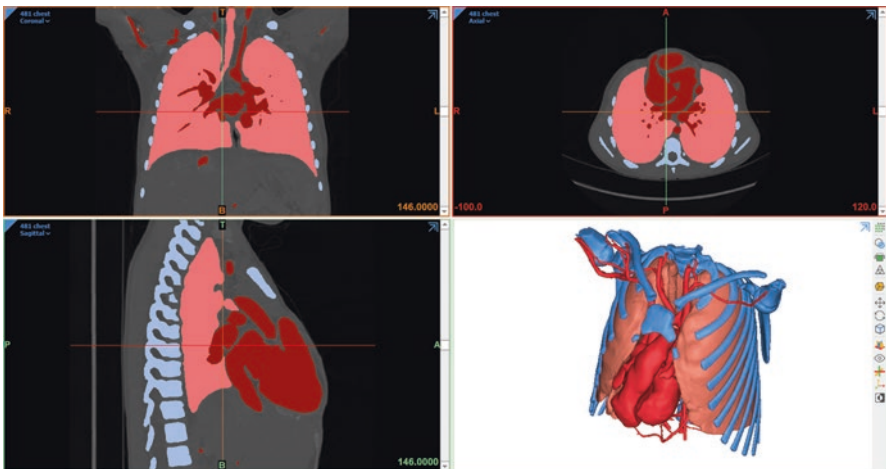 481 chest
Coronal
T
R
L
B
146.0000
481 chest
Axial
A
R
L
-100.0
P
120.0
481 chest
Sagittal
T
P
A
B
146.0000